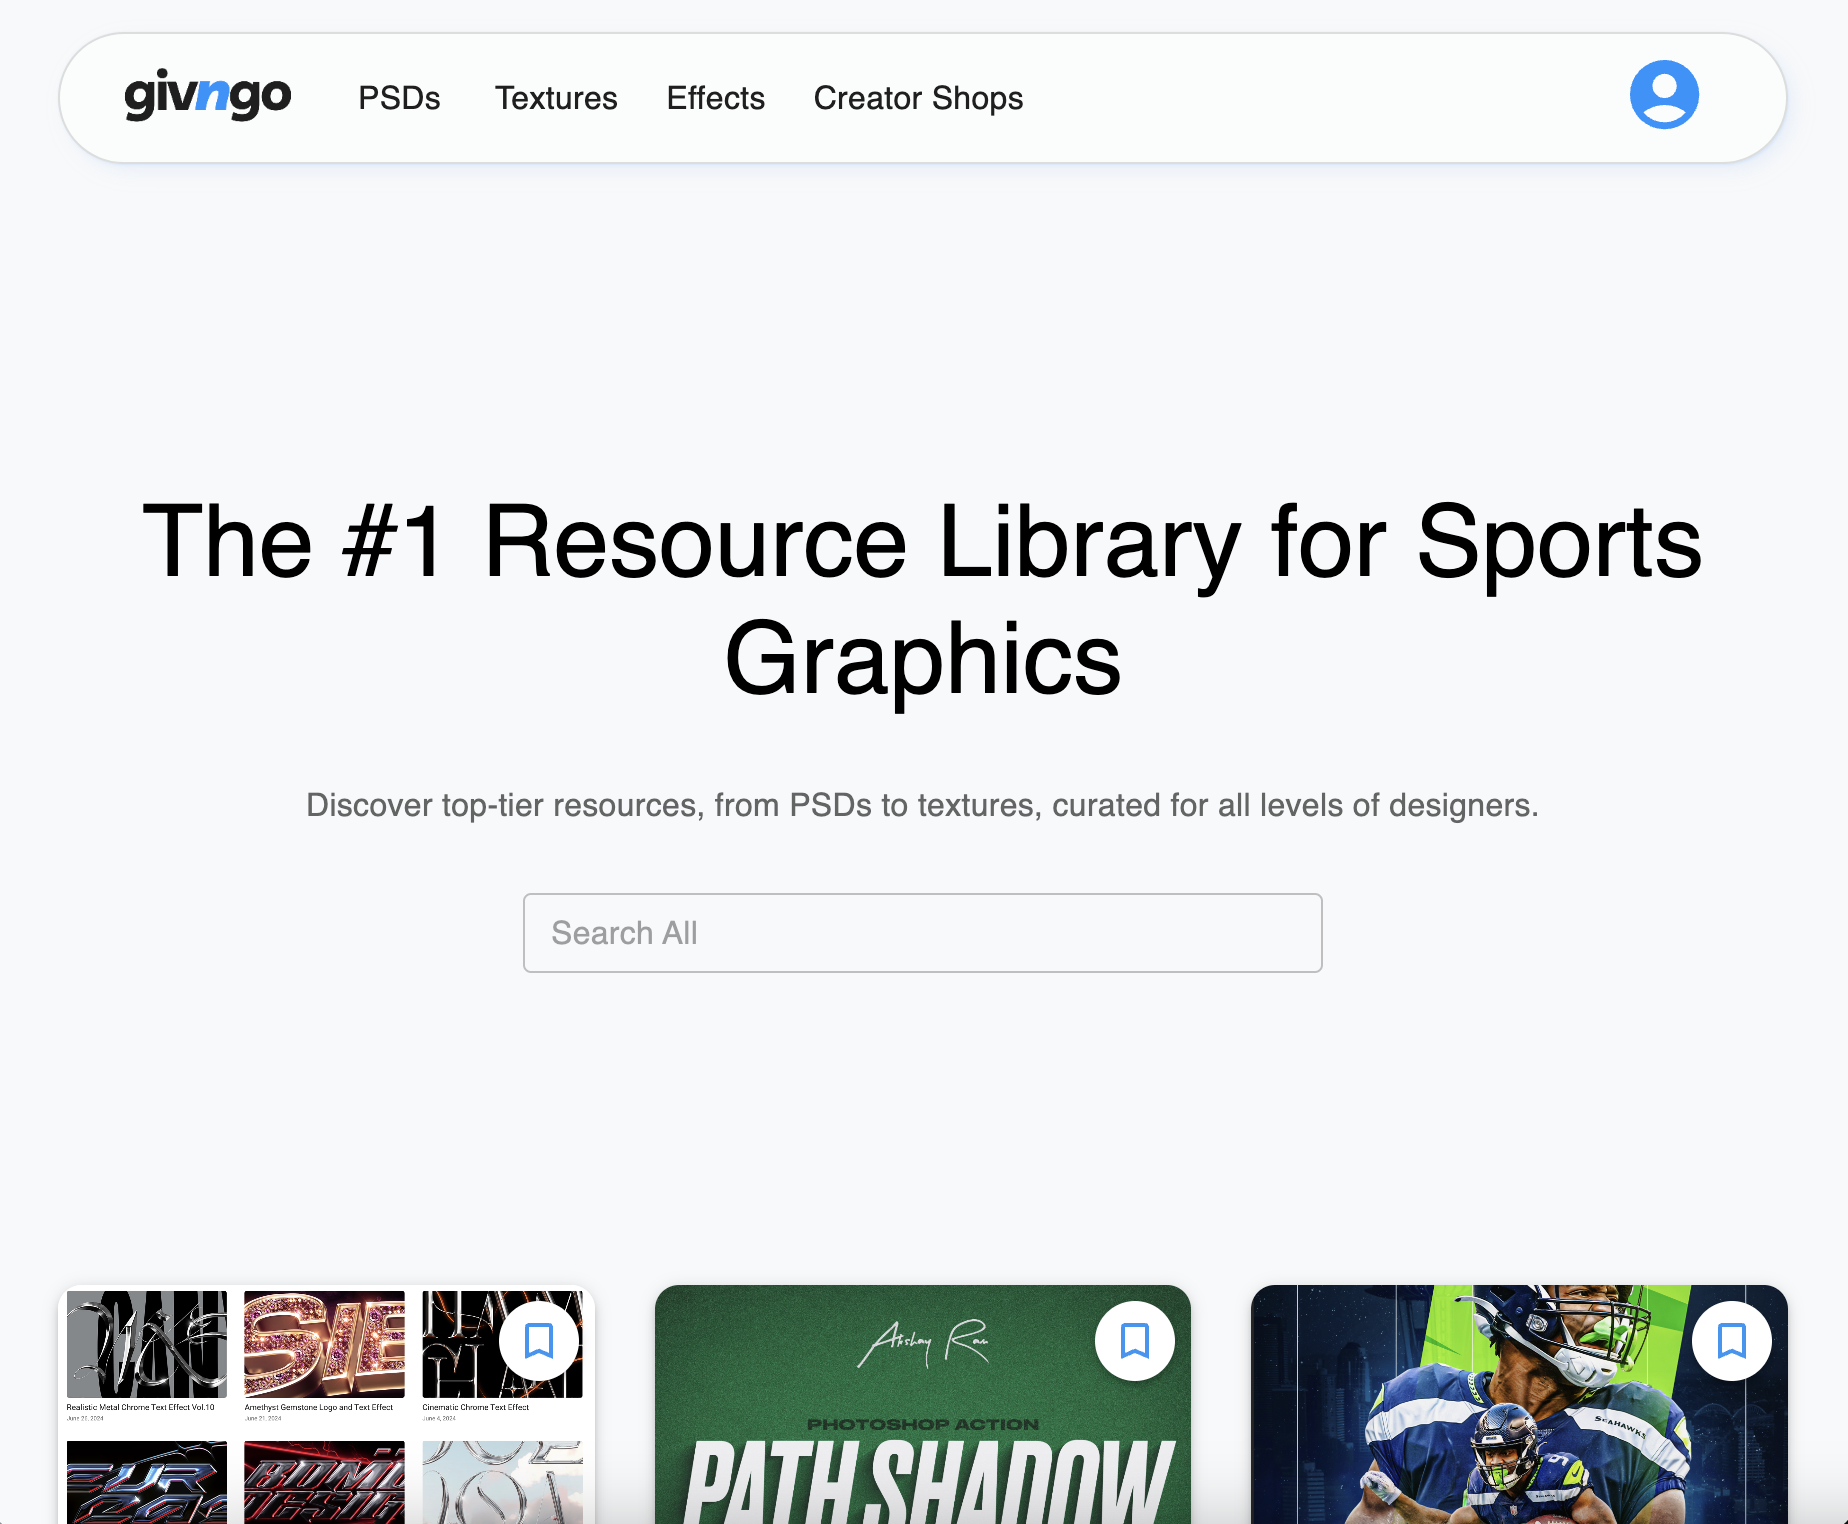 givngo
PSDs
Textures
Effects
Creator Shops
The #1 Resource Library for Sports
Graphics
Discover top-tier resources, from PSDs to textures, curated for all levels of designers.
Search All
Realistic Metal Chrome Text Effect Vol.10
June 26, 2024
Amethyst Gemstone Logo and Text Effect
June 21, 2024
Cinematic Chrome Text Effect
June 4, 2024
Akshay Ram
PHOTOSHOP ACTION
PATH SHADOW
SEAHAWKS